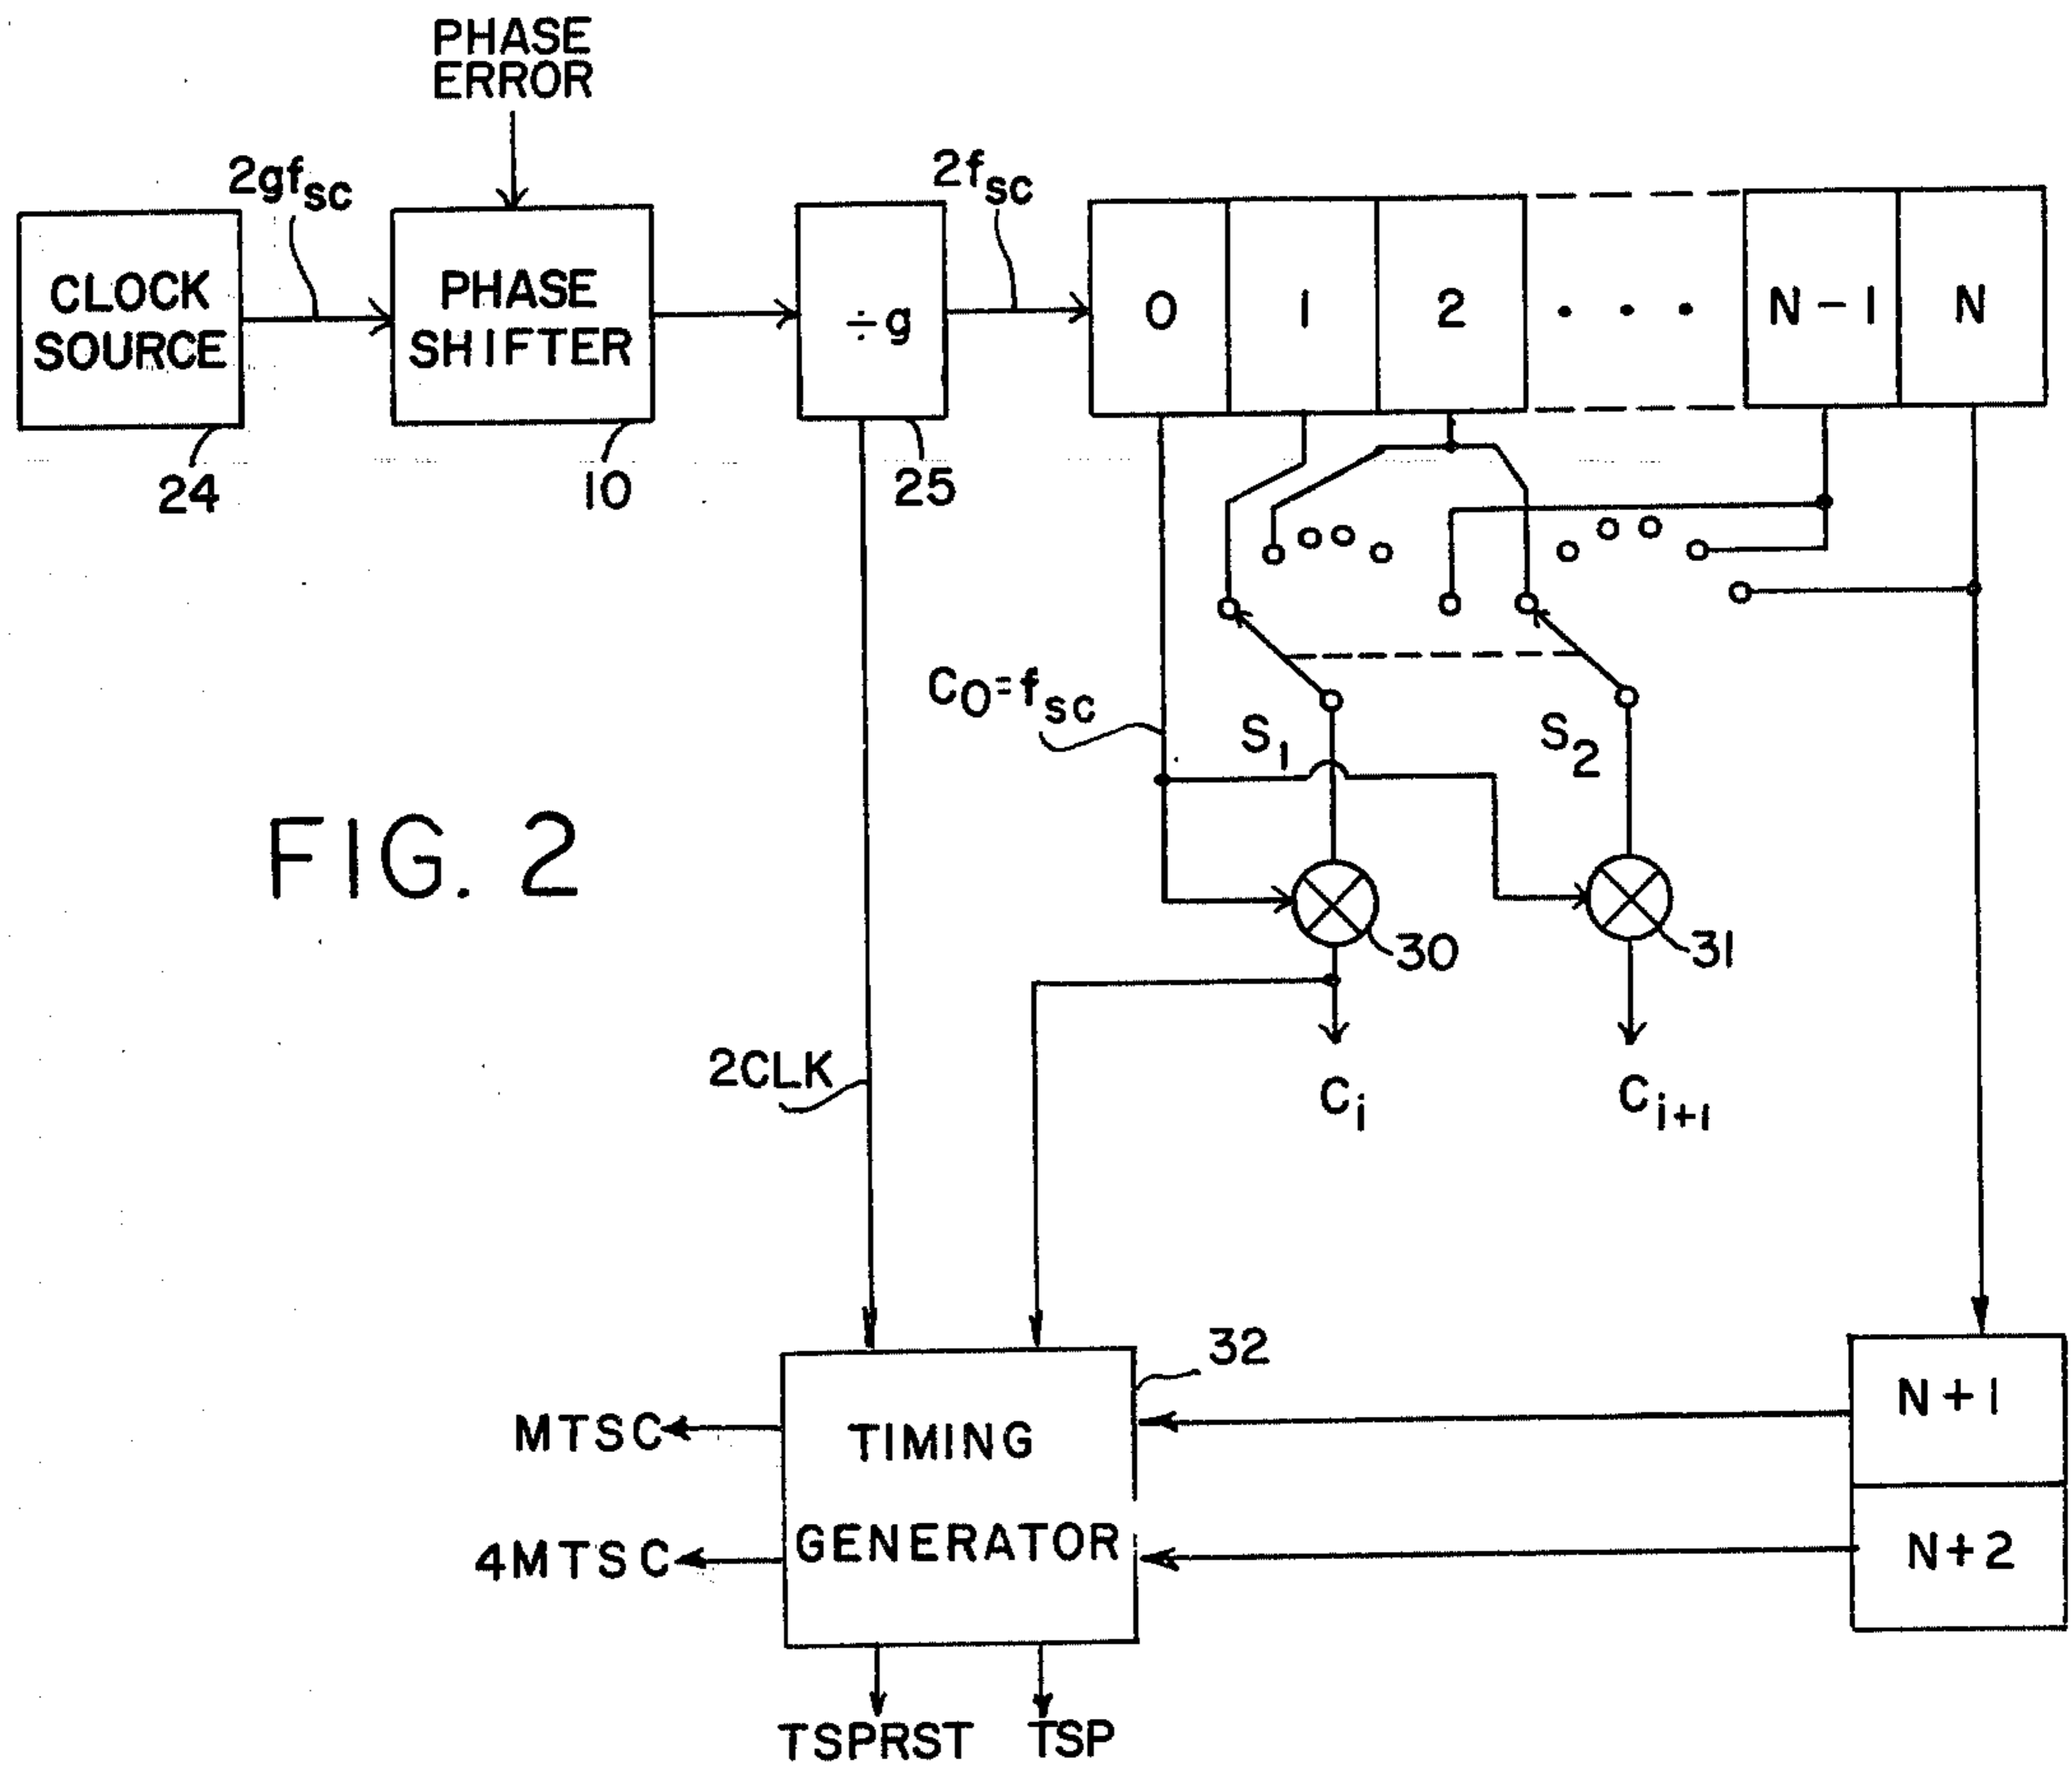 PHASE
ERROR
2gfsc
2fsc
CLOCK
SOURCE
PHASE
SHIFTER
÷g
0
1
2
• • •
N-1
N
24
10
25
C0=fsc
S1
S2
FIG. 2
30
31
2CLK
Ci
Ci+1
32
TIMING
GENERATOR
MTSC
4MTSC
N+1
N+2
TSPRST
TSP